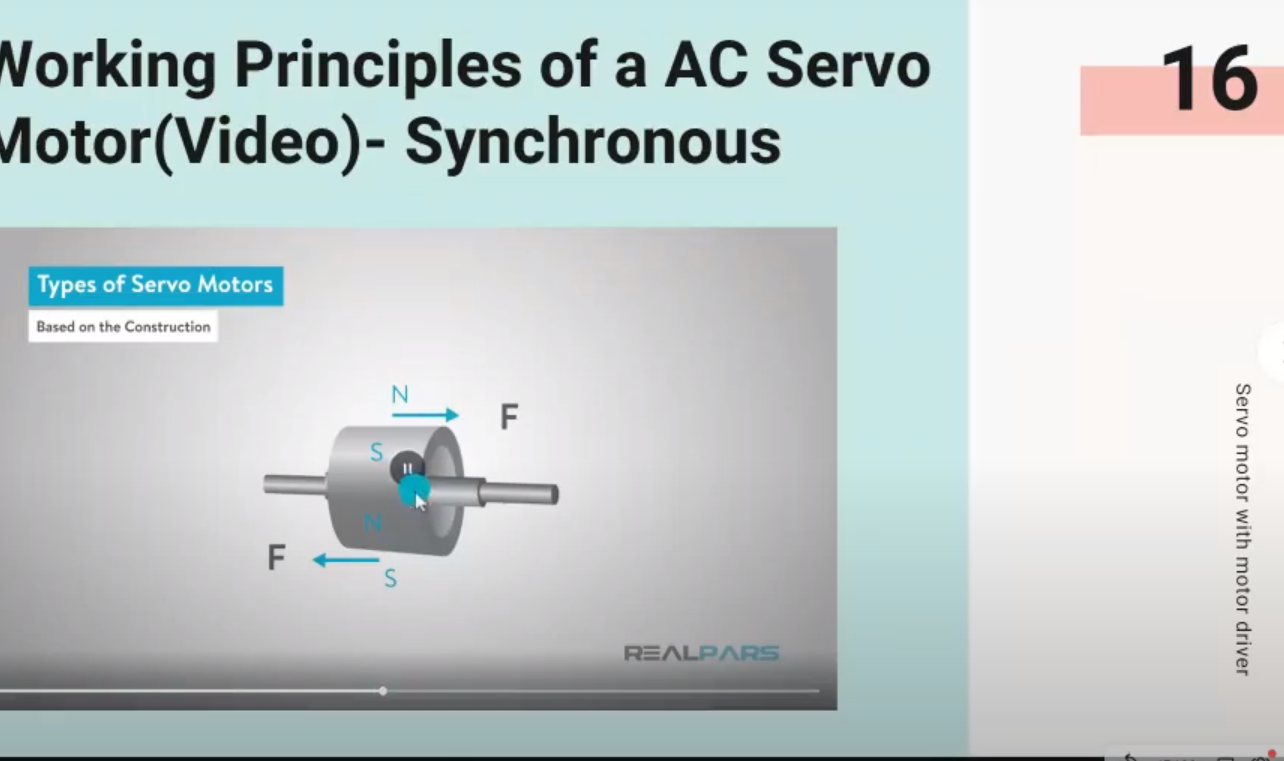 Working Principles of a AC Servo
Motor(Video)- Synchronous
16
Types of Servo Motors
Based on the Construction
N
F
S
N
F
S
REALPARS
Servo motor with motor driver